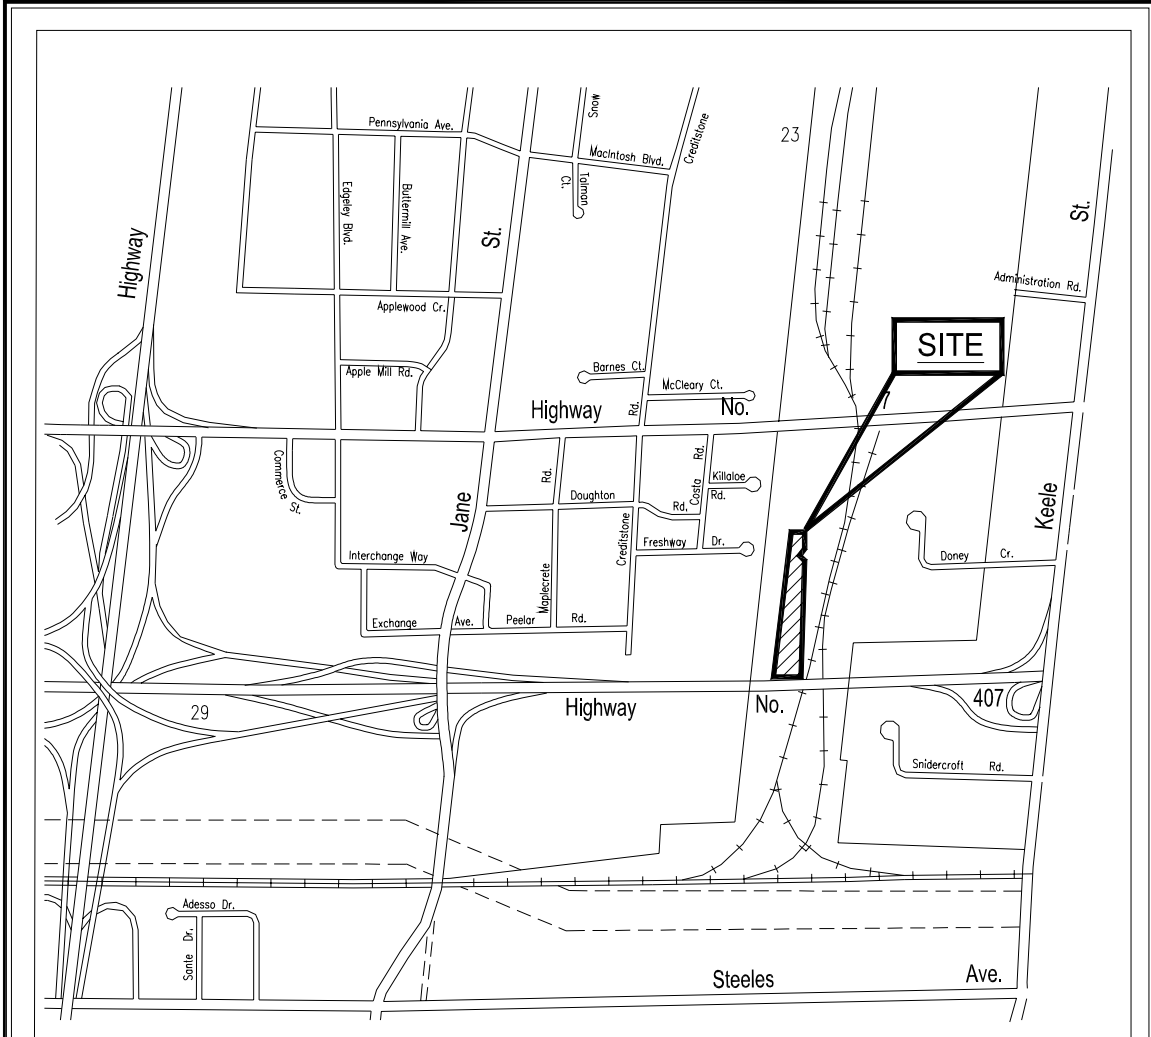 Snow
Pennsylvania Ave.
Creditstone
23
MacIntosh Blvd.
Talman
Ct.
Edgeley Blvd.
Buttermill Ave.
St.
St.
Highway
Administration Rd.
Applewood Cr.
SITE
Barnes Ct.
Apple Mill Rd.
McCleary Ct.
Highway
Rd.
No.
7
Commerce
St.
Rd.
Rd.
Killaloe
Rd.
Costa
Doughton
Rd.
Jane
Keele
Creditstone
Freshway
Dr.
Interchange Way
Doney
Cr.
Maplecrete
Exchange
Ave.
Peelar
Rd.
Highway
No.
407
29
Snidercroft
Rd.
Adesso Dr.
Sante Dr.
Steeles
Ave.